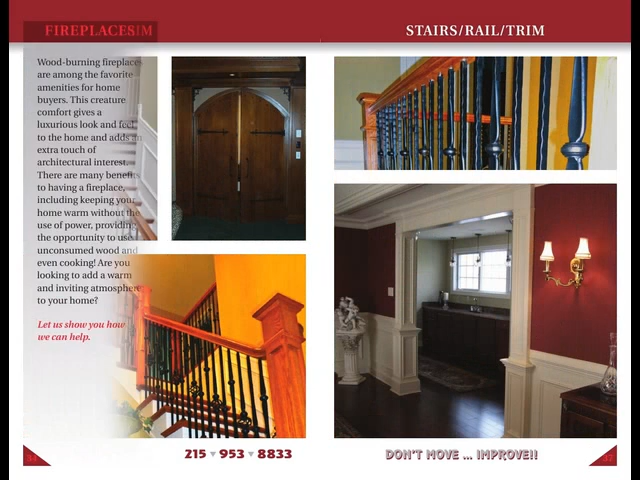 FIREPLACES
STAIRS/RAIL/TRIM
Wood-burning fireplaces
are among the favorite
amenities for home
buyers. This creature
comfort gives a
luxurious look and feel
to the home and adds an
extra touch of
architectural interest.
There are many benefits
to having a fireplace,
including keeping your
home warm without the
use of power, providing
the opportunity to use
unconsumed wood and
even cooking! Are you
looking to add a warm
and inviting atmosphere
to your home?
Let us show you how
we can help.
215 ▼ 953 ▼ 8833
DON'T MOVE ... IMPROVE!!
37